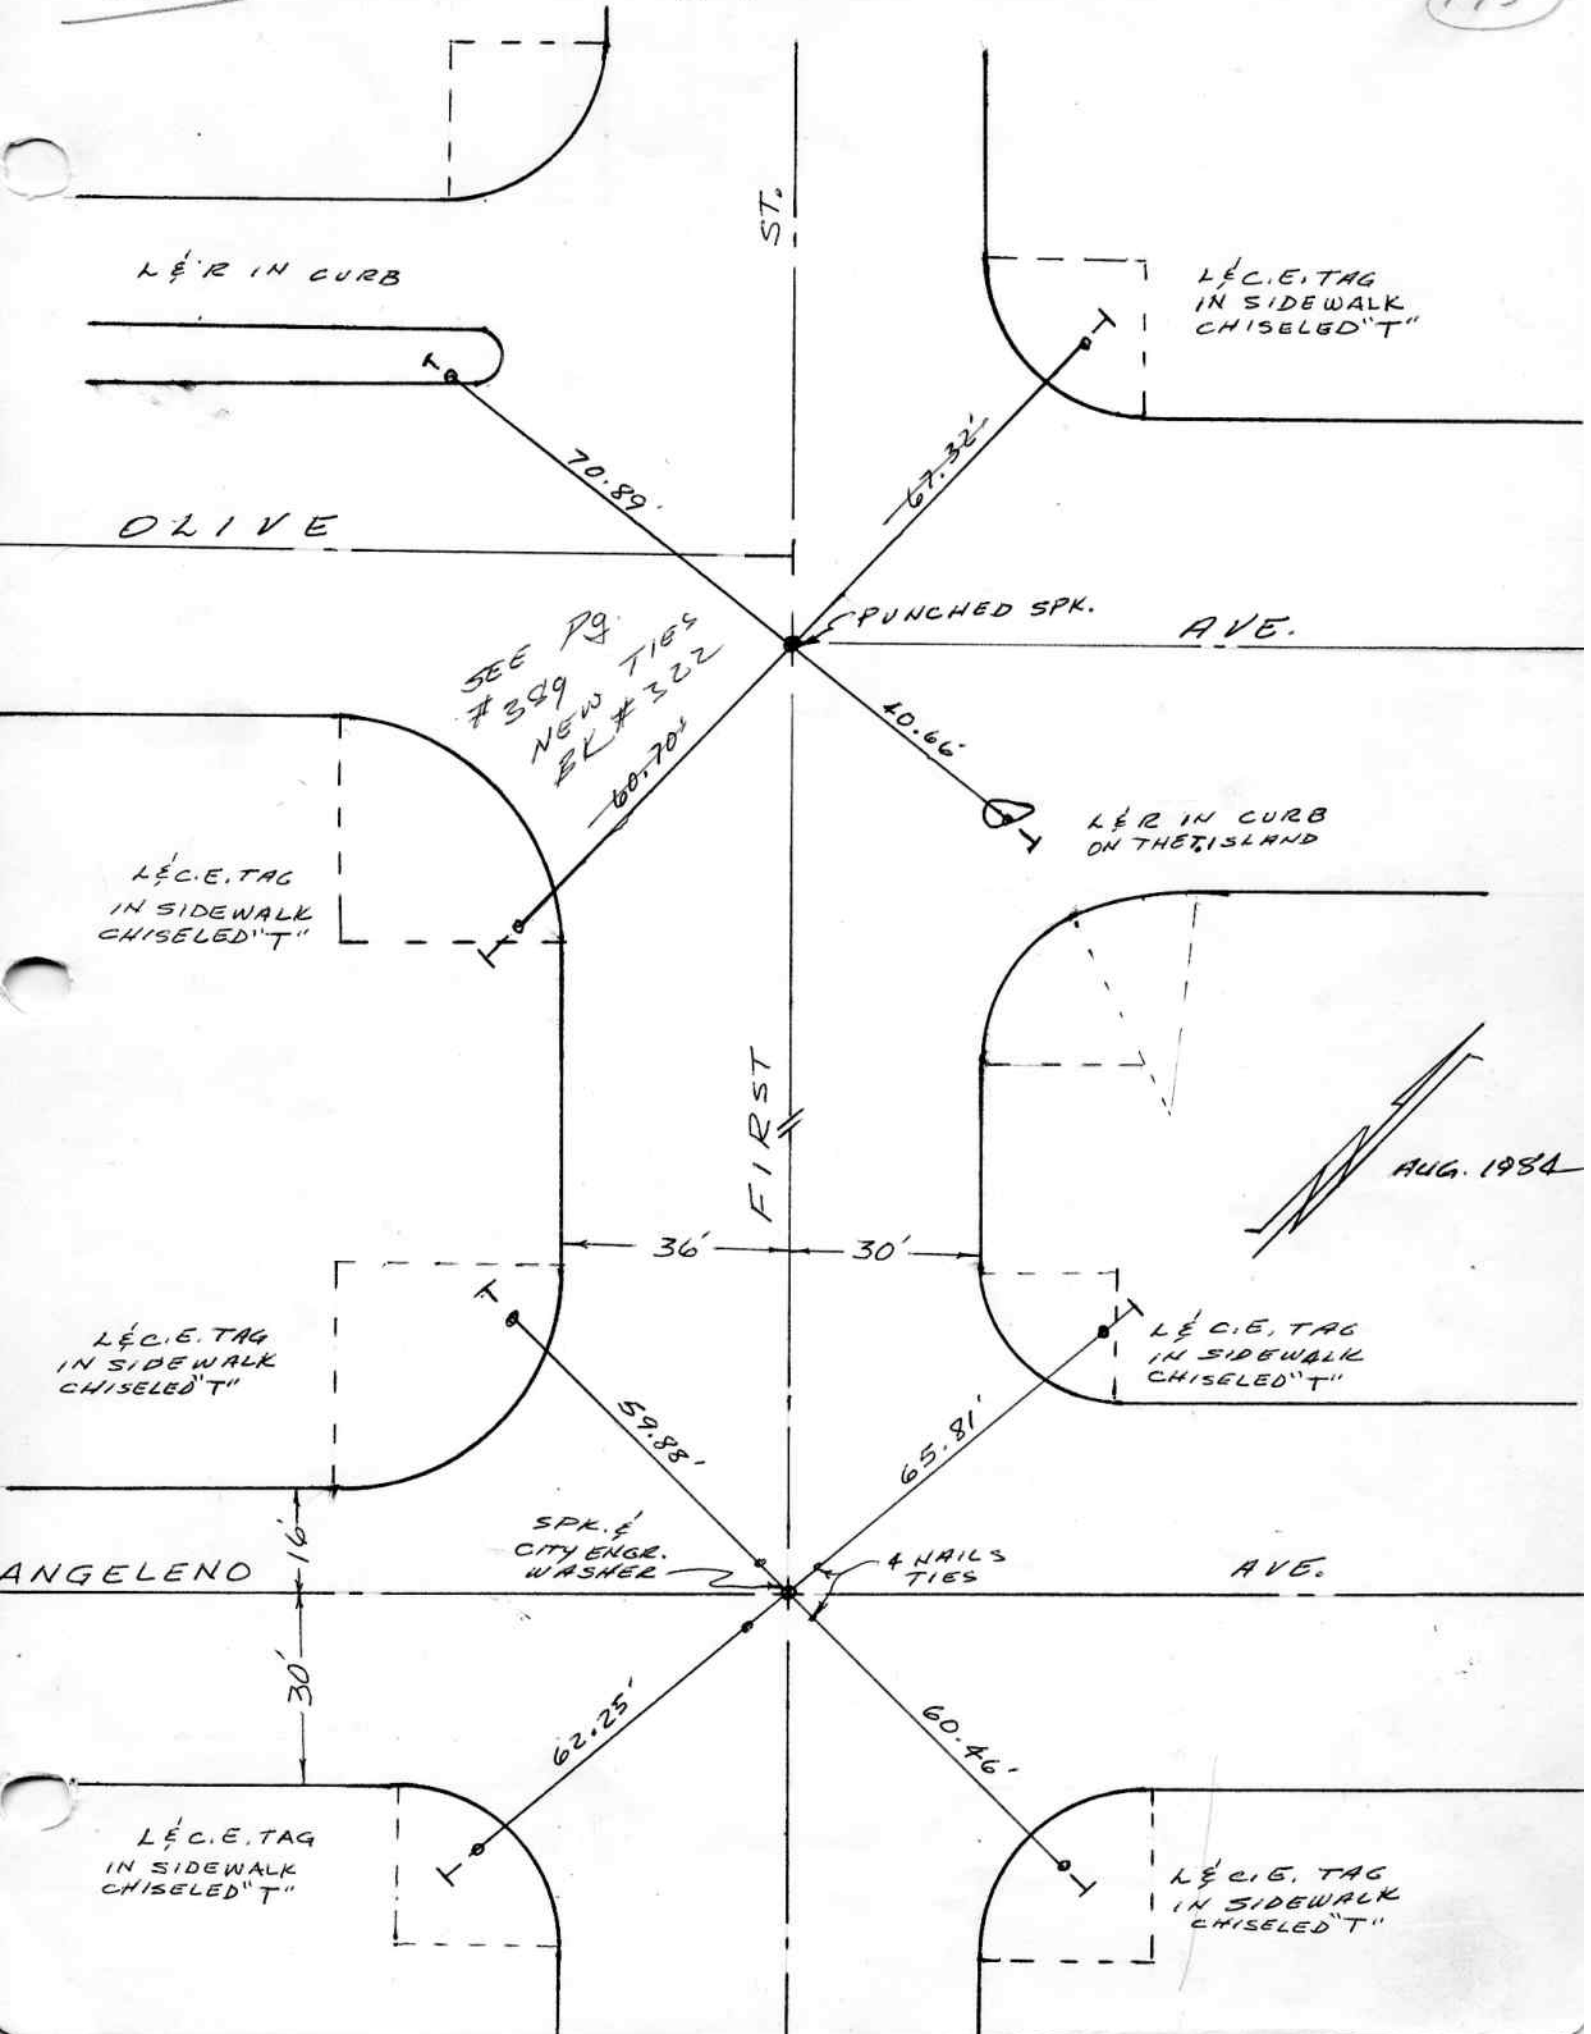 ST.
L & R IN CURB
L & C.E. TAG
IN SIDEWALK
CHISELED "T"
T
T
70.89'
67.32'
OLIVE
PUNCHED SPK.
AVE.
SEE Pg.
#389
NEW TIES
BK #322
60.70'
40.66'
L & R IN CURB
ON THE T. ISLAND
T
L & C.E. TAG
IN SIDEWALK
CHISELED "T"
T
FIRST
AUG. 1984
36'
30'
T
T
L & C.E. TAG
IN SIDEWALK
CHISELED "T"
L & C.E. TAG
IN SIDEWALK
CHISELED "T"
59.88'
65.81'
16'
SPK. &
CITY ENGR.
WASHER
4 NAILS
TIES
ANGELENO
AVE.
30'
62.25'
60.46'
L & C.E. TAG
IN SIDEWALK
CHISELED "T"
T
T
L & C.E. TAG
IN SIDEWALK
CHISELED "T"